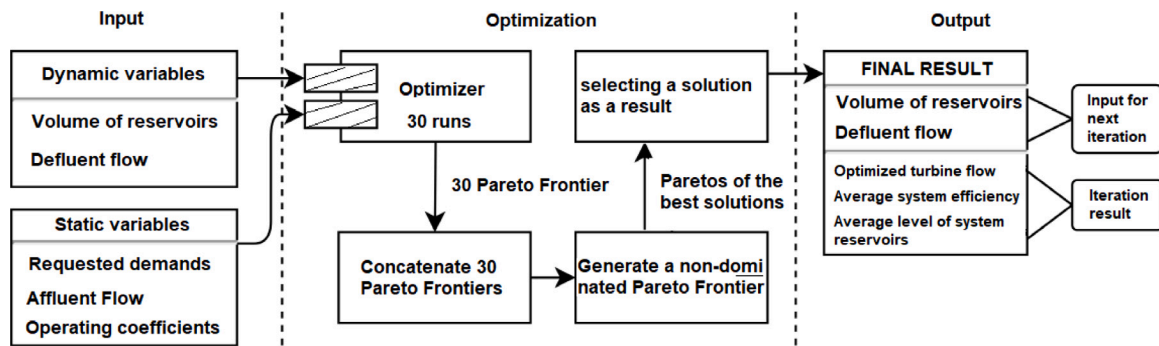 Input
Optimization
Output
Dynamic variables
Volume of reservoirs
Defluent flow
Static variables
Requested demands
Affluent Flow
Operating coefficients
Optimizer
30 runs
30 Pareto Frontier
Concatenate 30
Pareto Frontiers
Generate a non-domi
nated Pareto Frontier
Paretos of the
best solutions
selecting a solution
as a result
FINAL RESULT
Volume of reservoirs
Defluent flow
Optimized turbine flow
Average system efficiency
Average level of system
reservoirs
Input for
next
iteration
Iteration
result